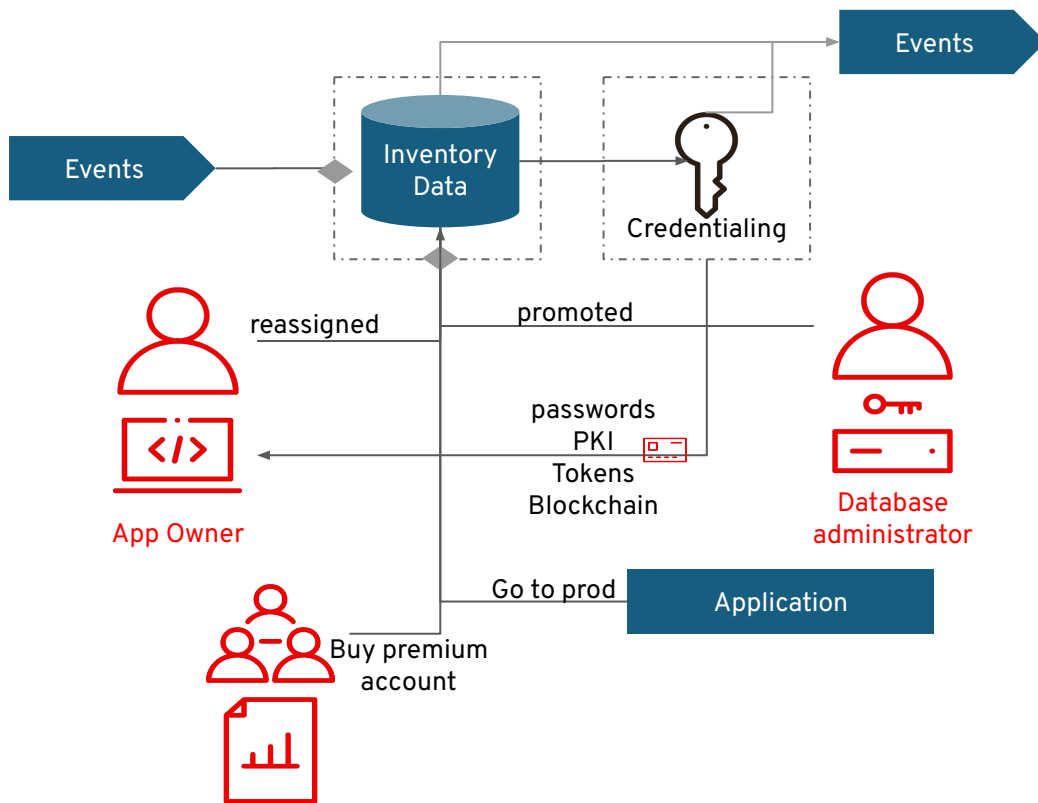 Events
Events
Inventory
Data
Credentialing
reassigned
promoted
passwords
PKI
Tokens
Blockchain
</>
App Owner
Database
administrator
Go to prod
Application
Buy premium
account